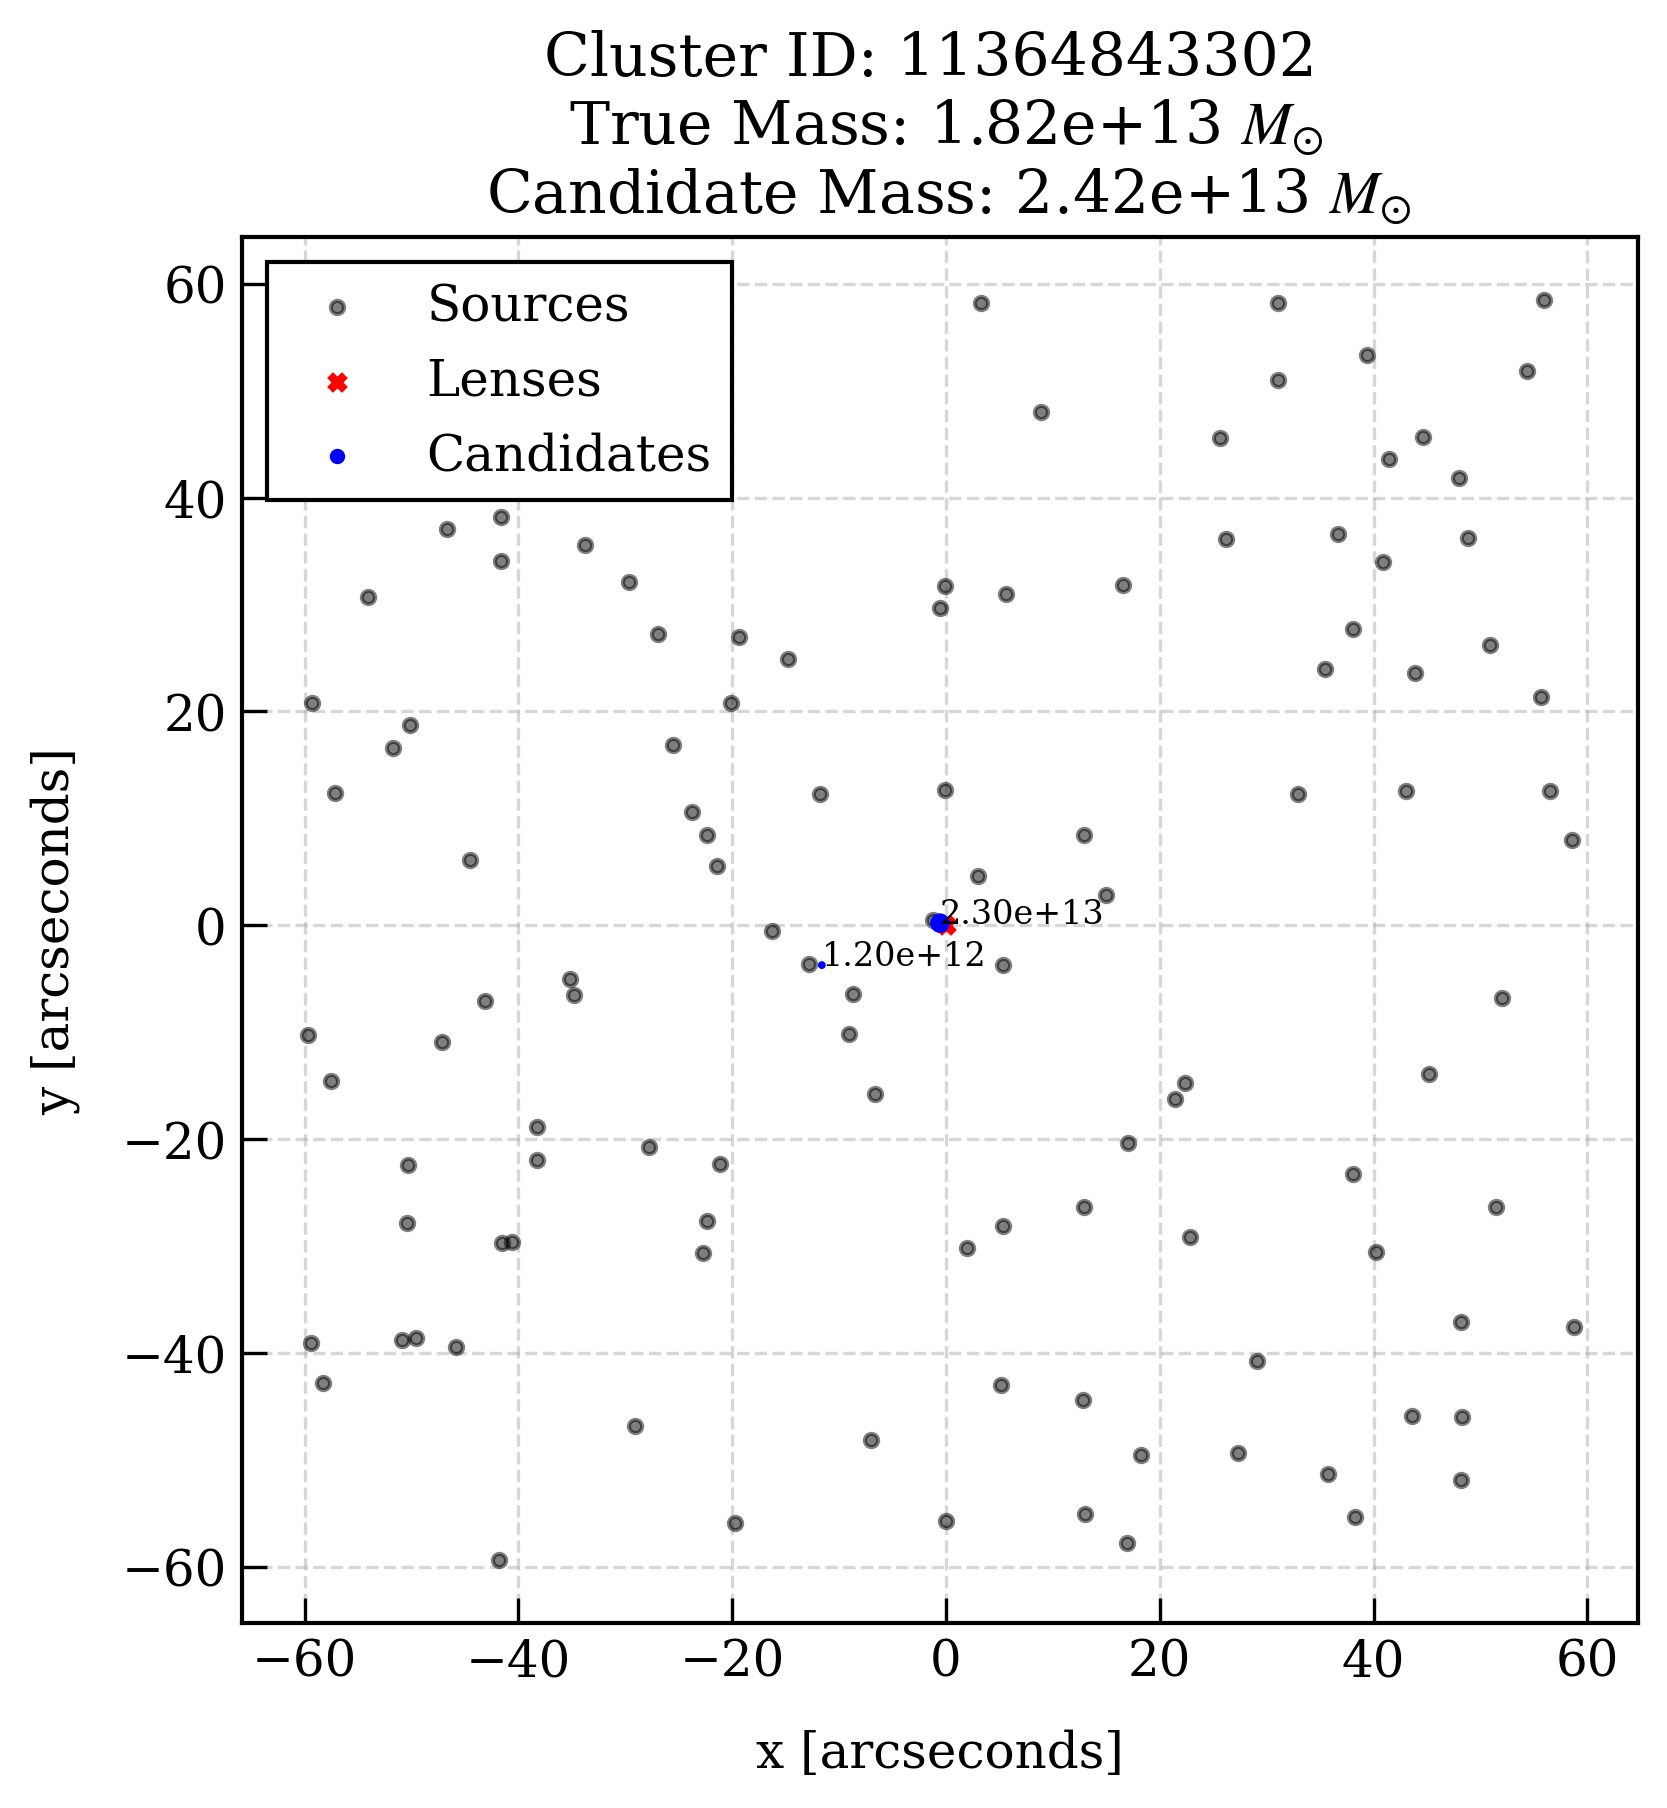 Cluster ID: 11364843302
True Mass: 1.82e+13 M⊙
Candidate Mass: 2.42e+13 M⊙
Sources
Lenses
Candidates
60
40
20
0
−20
−40
−60
y [arcseconds]
2.30e+13
1.20e+12
−60
−40
−20
0
20
40
60
x [arcseconds]